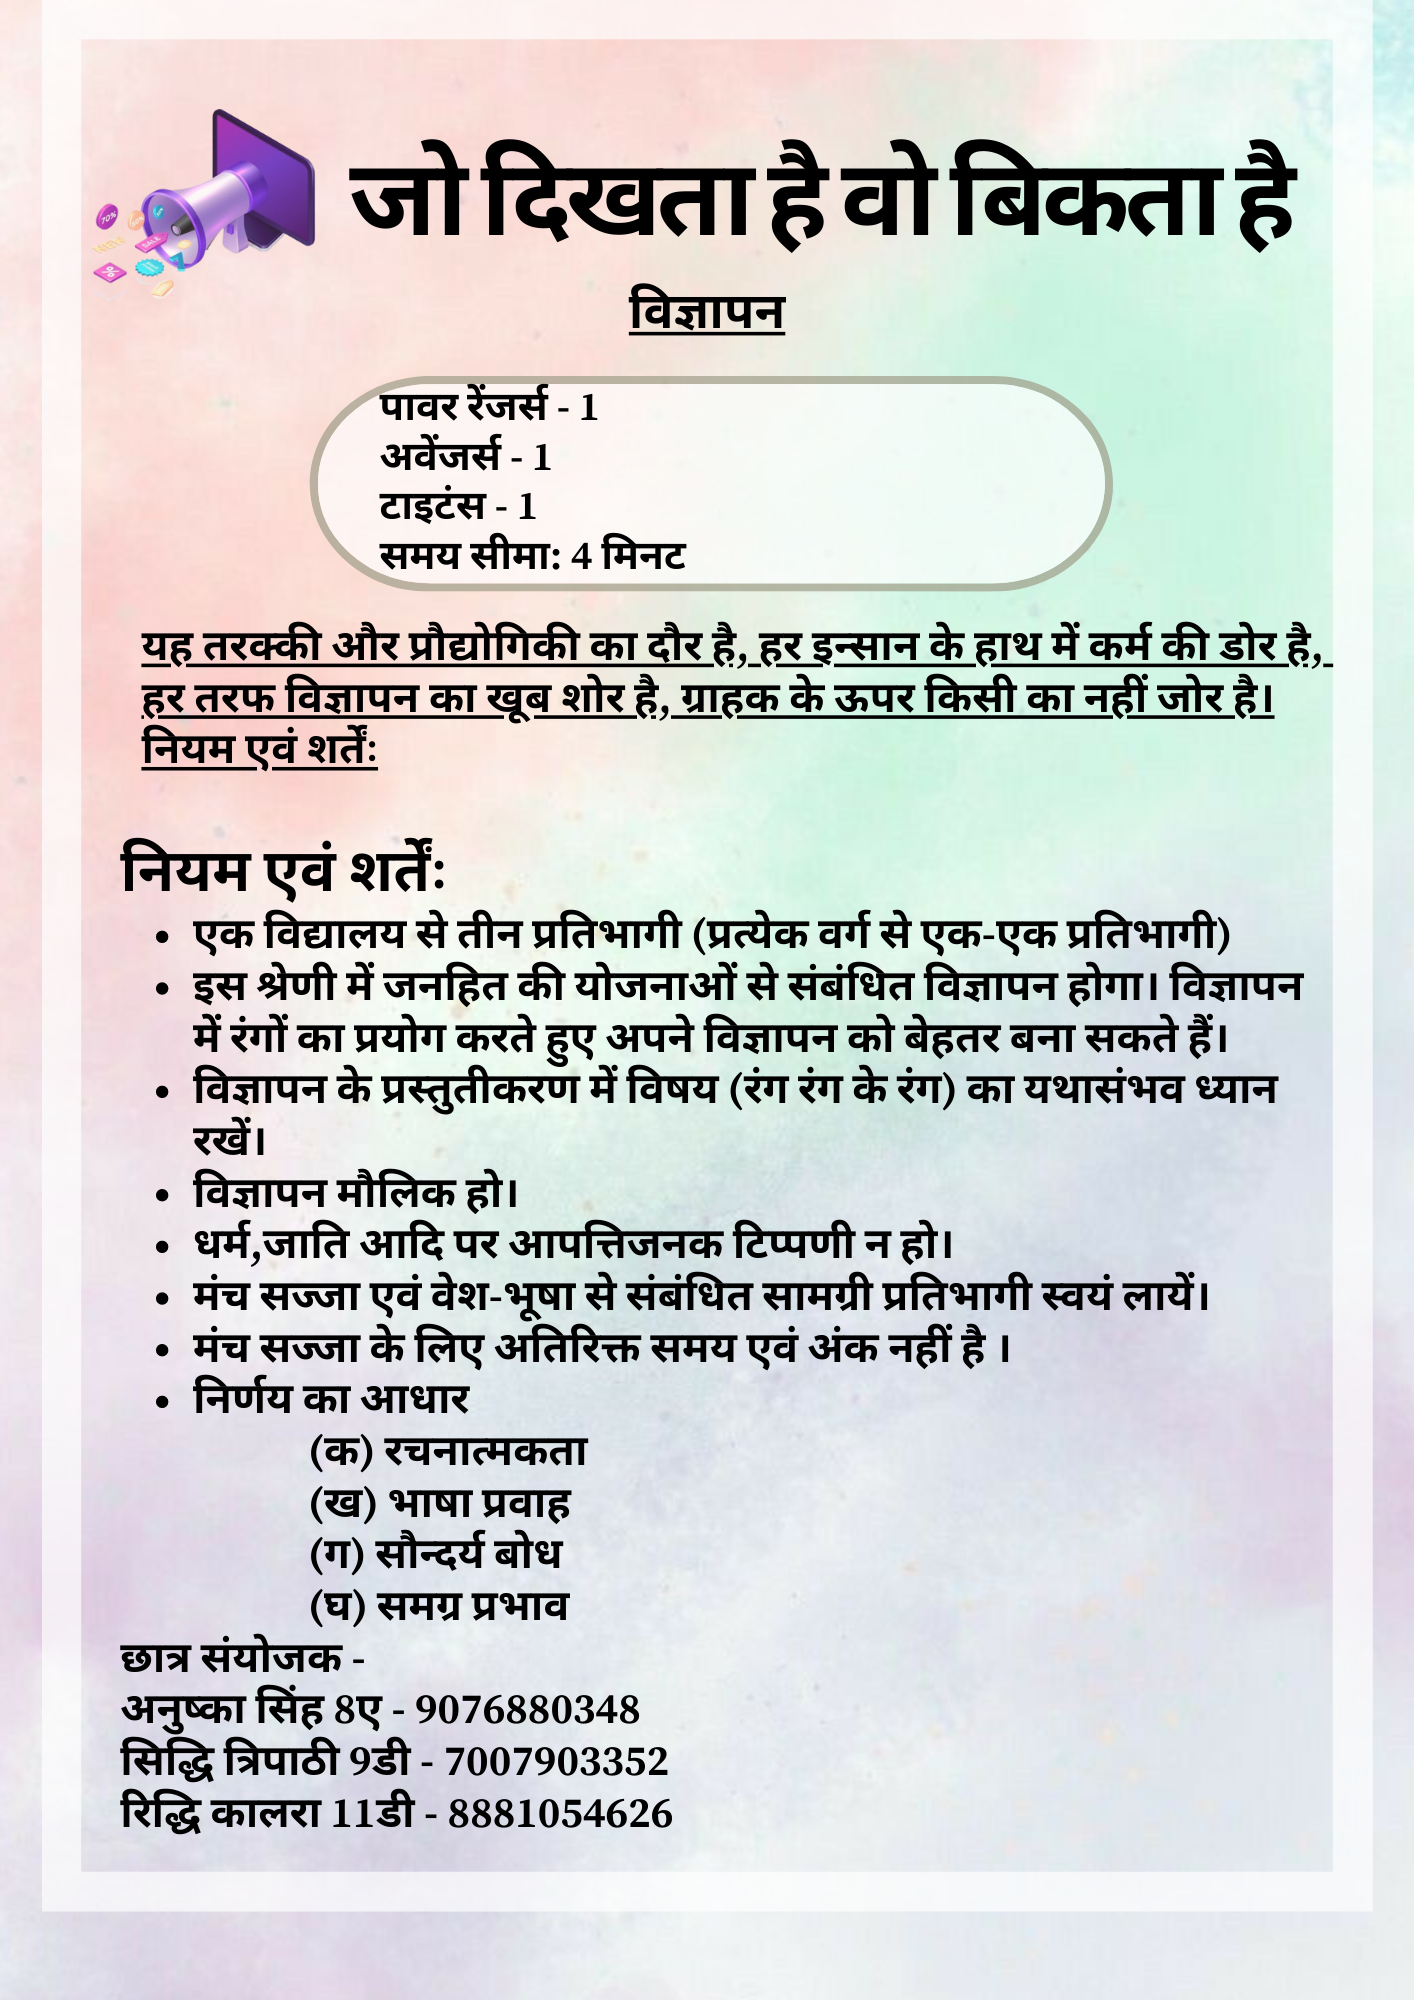 जो दिखता है वो बिकता है
विज्ञापन
पावर रेंजर्स - 1
अवेंजर्स - 1
टाइटंस - 1
समय सीमा: 4 मिनट
यह तरक्की और प्रौद्योगिकी का दौर है, हर इन्सान के हाथ में कर्म की डोर है,
हर तरफ विज्ञापन का खूब शोर है, ग्राहक के ऊपर किसी का नहीं जोर है।
नियम एवं शर्तेंः
नियम एवं शर्तेंः
• एक विद्यालय से तीन प्रतिभागी (प्रत्येक वर्ग से एक-एक प्रतिभागी)
• इस श्रेणी में जनहित की योजनाओं से संबंधित विज्ञापन होगा। विज्ञापन
में रंगों का प्रयोग करते हुए अपने विज्ञापन को बेहतर बना सकते हैं।
• विज्ञापन के प्रस्तुतीकरण में विषय (रंग रंग के रंग) का यथासंभव ध्यान
रखें।
• विज्ञापन मौलिक हो।
• धर्म,जाति आदि पर आपत्तिजनक टिप्पणी न हो।
• मंच सज्जा एवं वेश-भूषा से संबंधित सामग्री प्रतिभागी स्वयं लायें।
• मंच सज्जा के लिए अतिरिक्त समय एवं अंक नहीं है ।
• निर्णय का आधार
(क) रचनात्मकता
(ख) भाषा प्रवाह
(ग) सौन्दर्य बोध
(घ) समग्र प्रभाव
छात्र संयोजक -
अनुष्का सिंह 8ए - 9076880348
सिद्धि त्रिपाठी 9डी - 7007903352
रिद्धि कालरा 11डी - 8881054626
70%
SALE
%